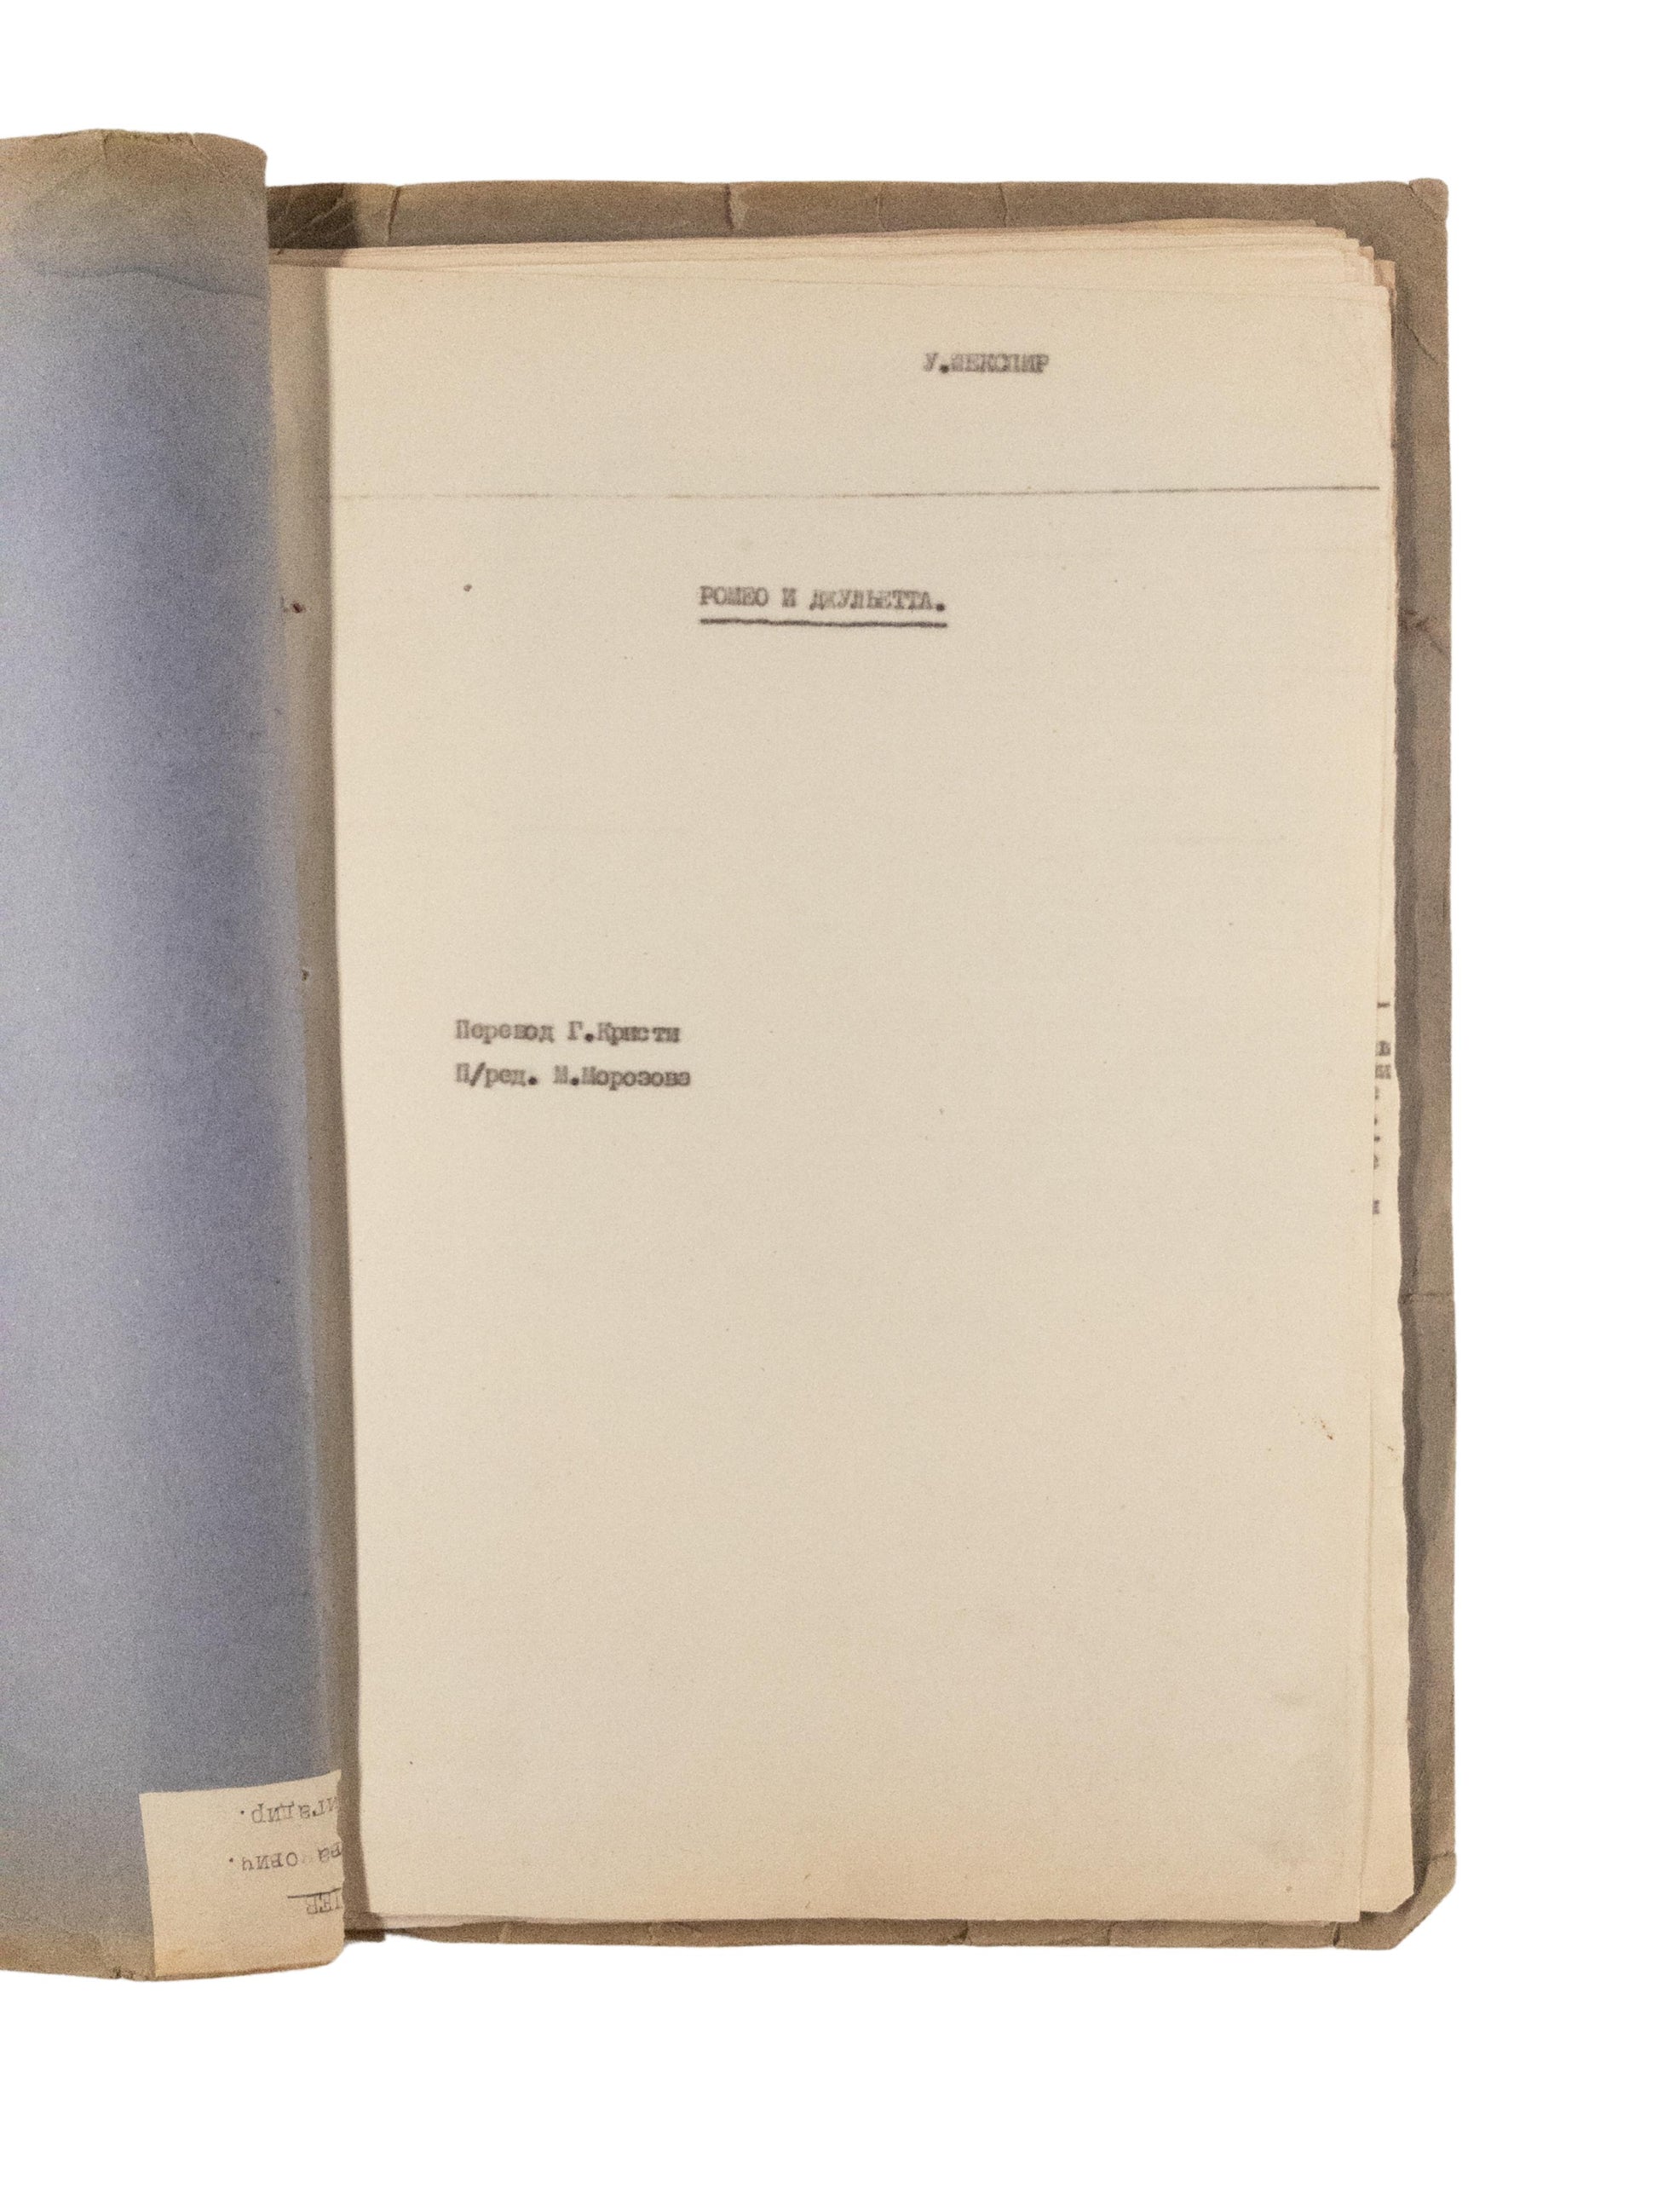 У.ШЕКСПИР
РОМЕО И ДЖУЛЬЕТТА.
Перевод Г.Кристи
П/ред. М.Морозова